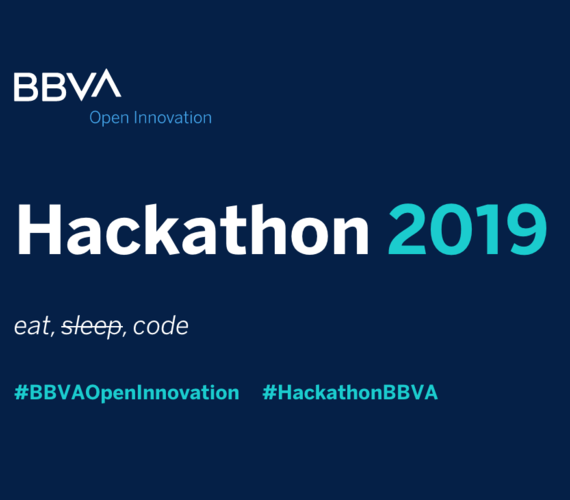 BBVA
Open Innovation
Hackathon 2019
eat, sleep, code
#BBVAOpenInnovation #HackathonBBVA